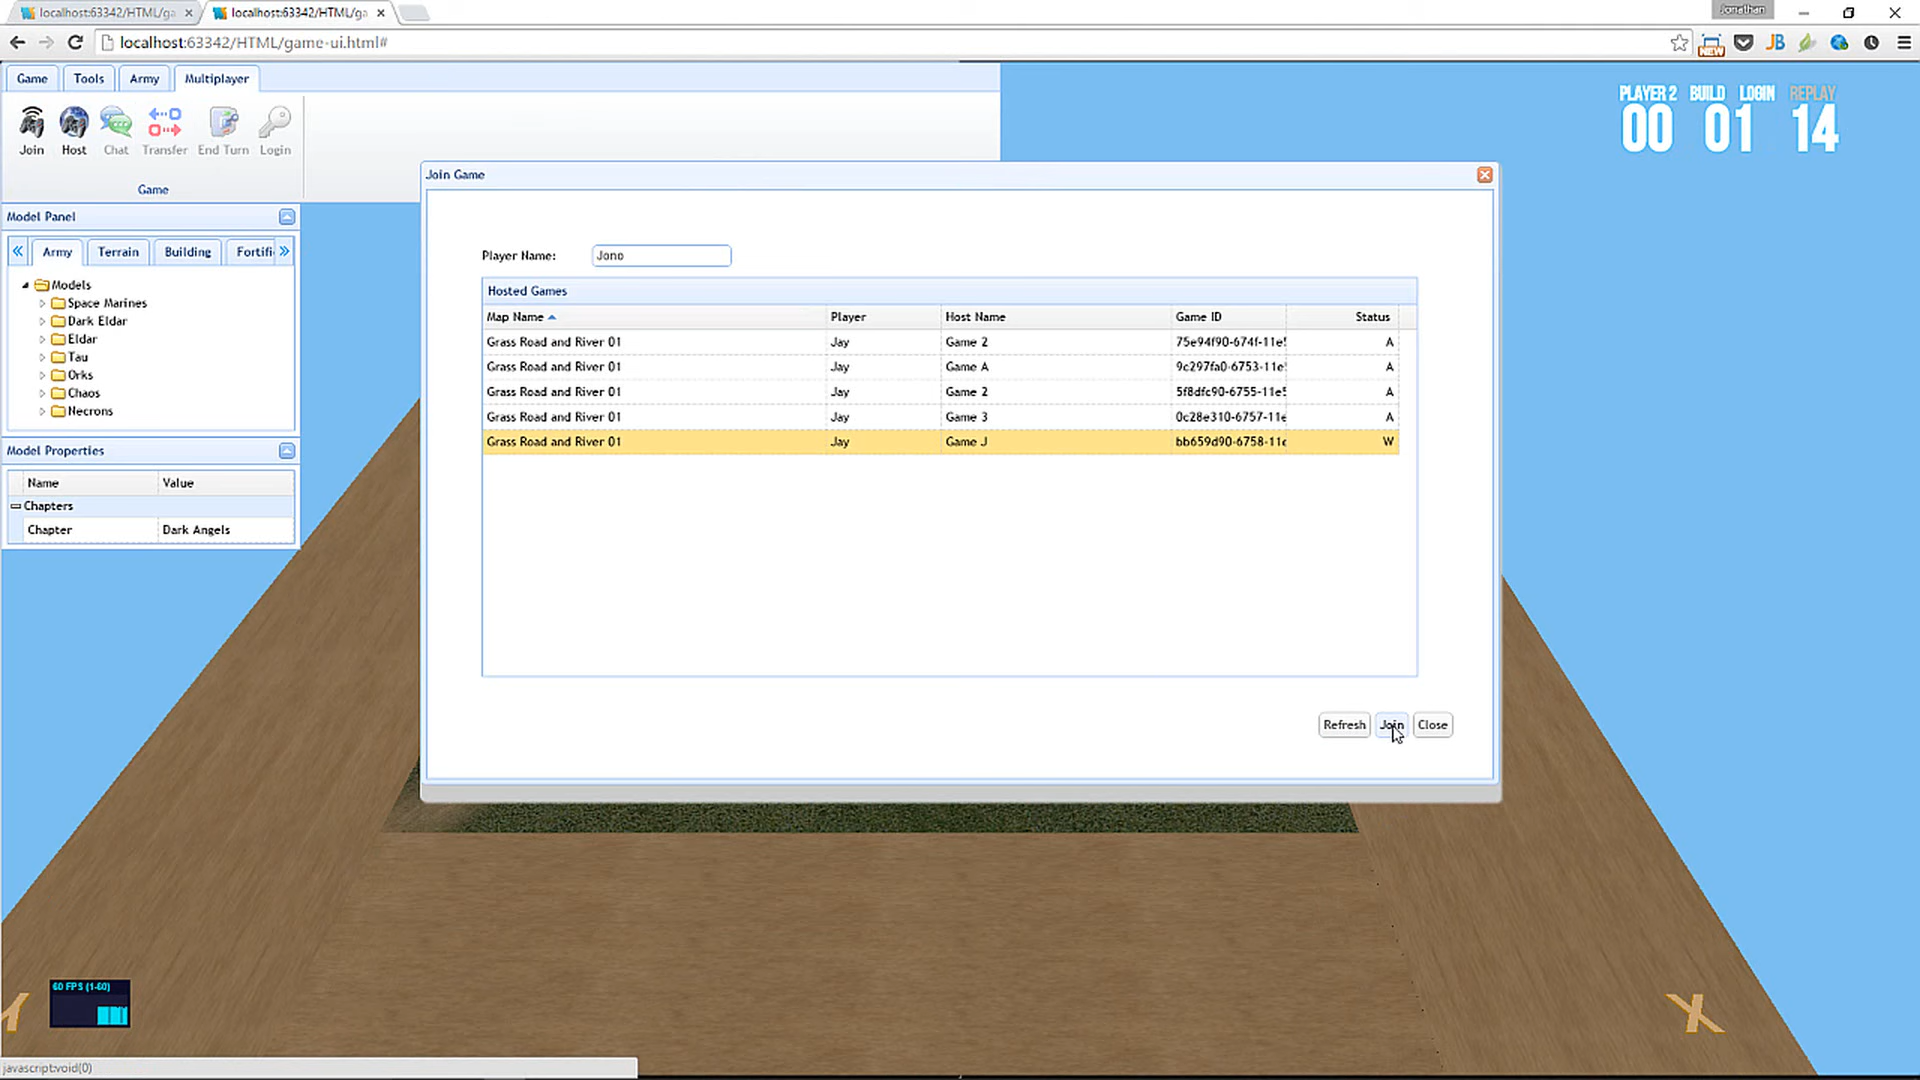 localhost:63342/HTML/ga
localhost:63342/HTML/ga
Jonathan
localhost:63342/HTML/game-ui.html#
NEW
JB
Game Tools Army Multiplayer
PLAYER 2 BUILD LOGIN REPLAY
00 01 14
Join Host Chat Transfer End Turn Login
Game
Join Game
Model Panel
Army Terrain Building Fortifi
Player Name: Jono
Models
Space Marines
Dark Eldar
Eldar
Tau
Orks
Chaos
Necrons
Hosted Games
Map Name Player Host Name Game ID Status
Grass Road and River 01 Jay Game 2 75e94f90-674f-11e5 A
Grass Road and River 01 Jay Game A 9c297fa0-6753-11e A
Grass Road and River 01 Jay Game 2 5f8dfc90-6755-11e5 A
Grass Road and River 01 Jay Game 3 0c28e310-6757-11e A
Grass Road and River 01 Jay Game J bb659d90-6758-11e W
Model Properties
Name Value
Chapters
Chapter Dark Angels
Refresh Join Close
60 FPS (1-60)
Y
X
javascript:void(0)